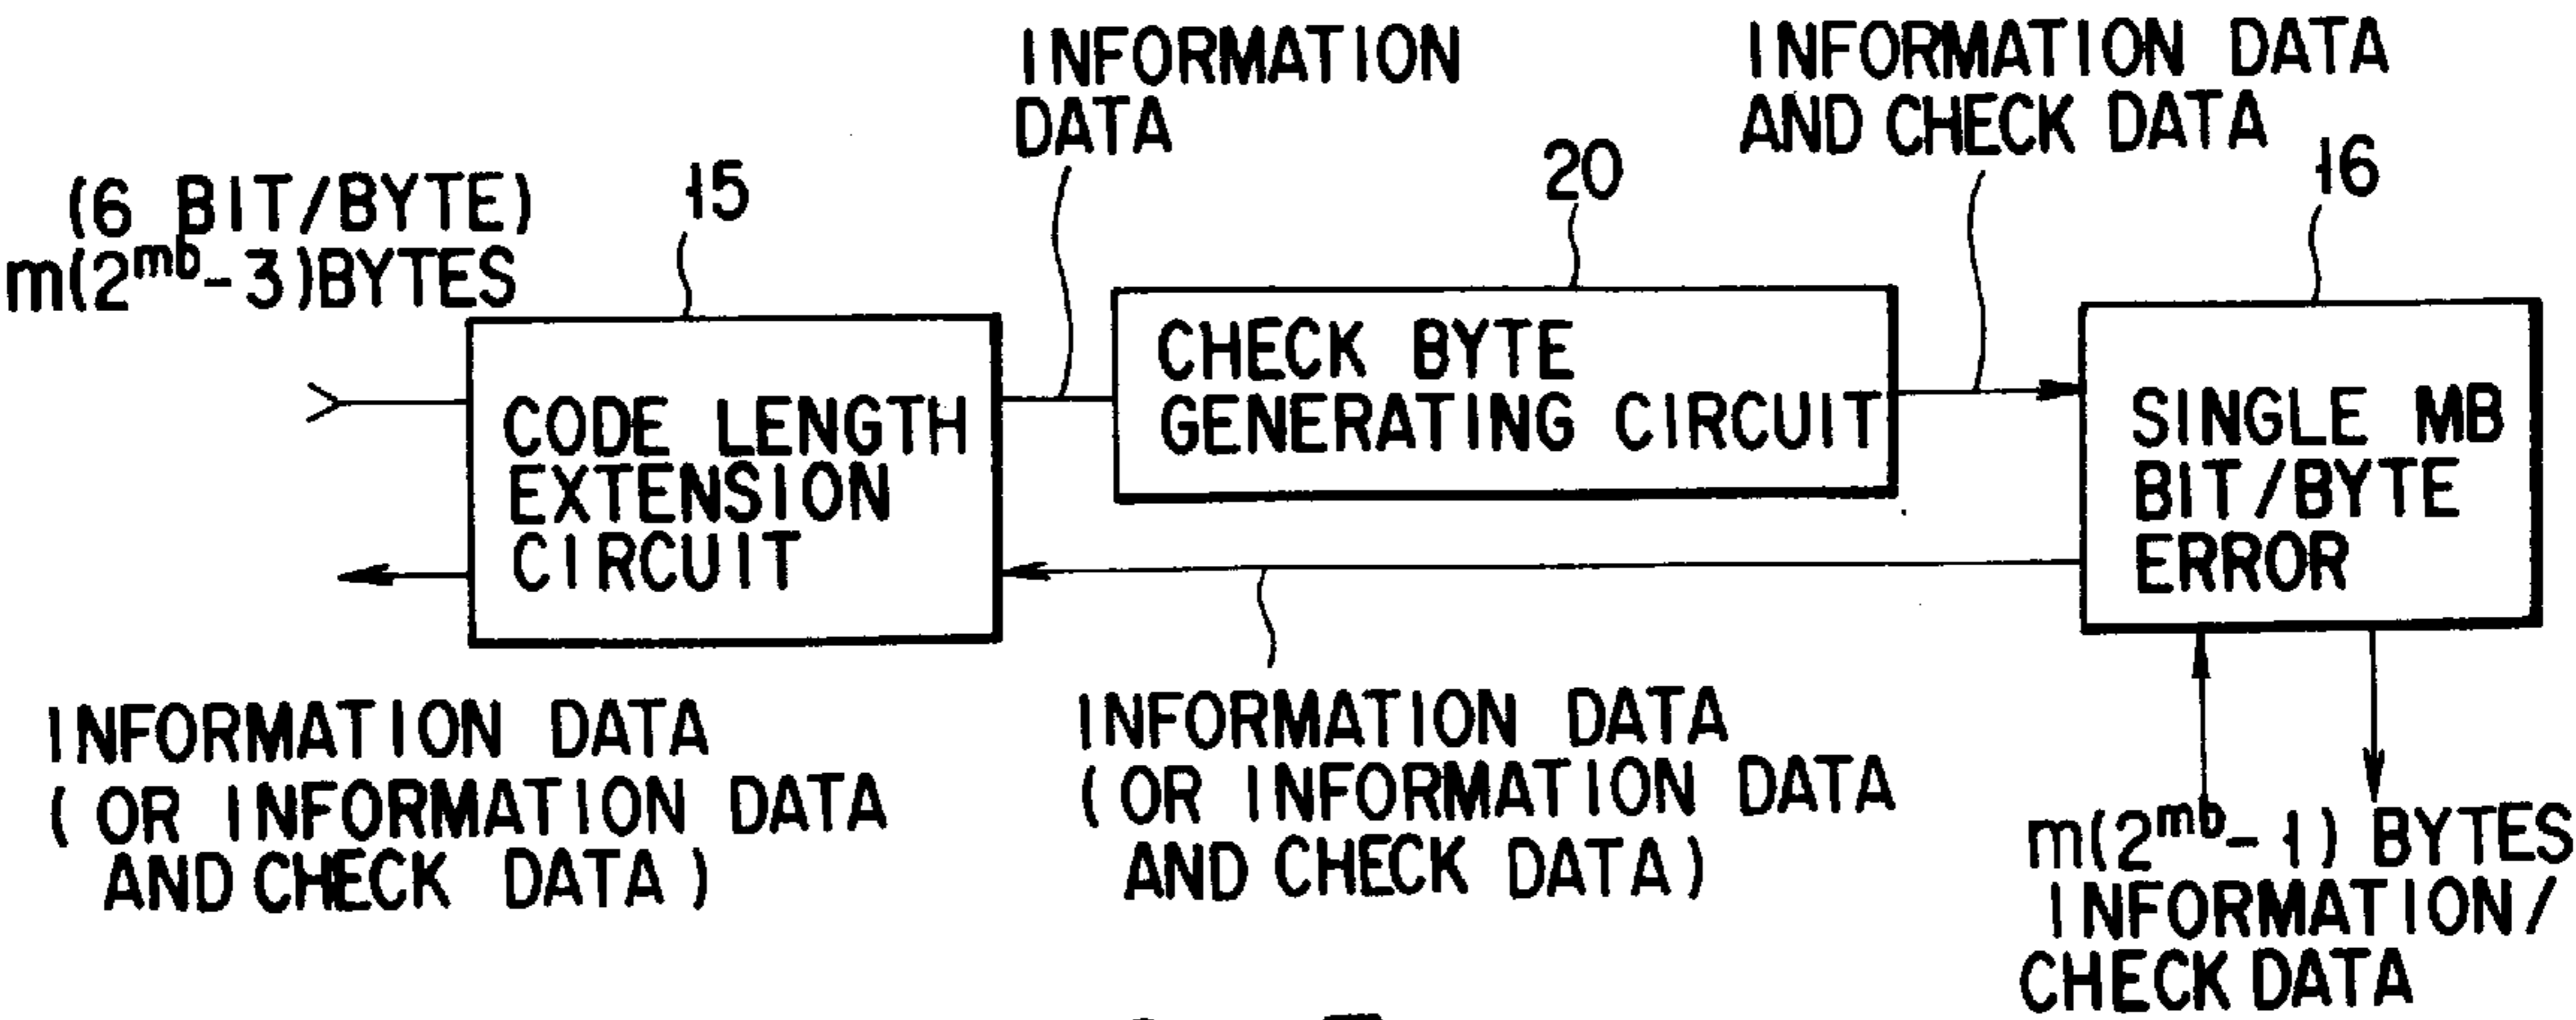 INFORMATION
DATA
INFORMATION DATA
AND CHECK DATA
(6 BIT/BYTE)
m(2^mb-3)BYTES
15
20
16
CODE LENGTH
EXTENSION
CIRCUIT
CHECK BYTE
GENERATING CIRCUIT
SINGLE MB
BIT/BYTE
ERROR
INFORMATION DATA
(OR INFORMATION DATA
AND CHECK DATA)
INFORMATION DATA
(OR INFORMATION DATA
AND CHECK DATA)
m(2^mb-1) BYTES
INFORMATION/
CHECK DATA